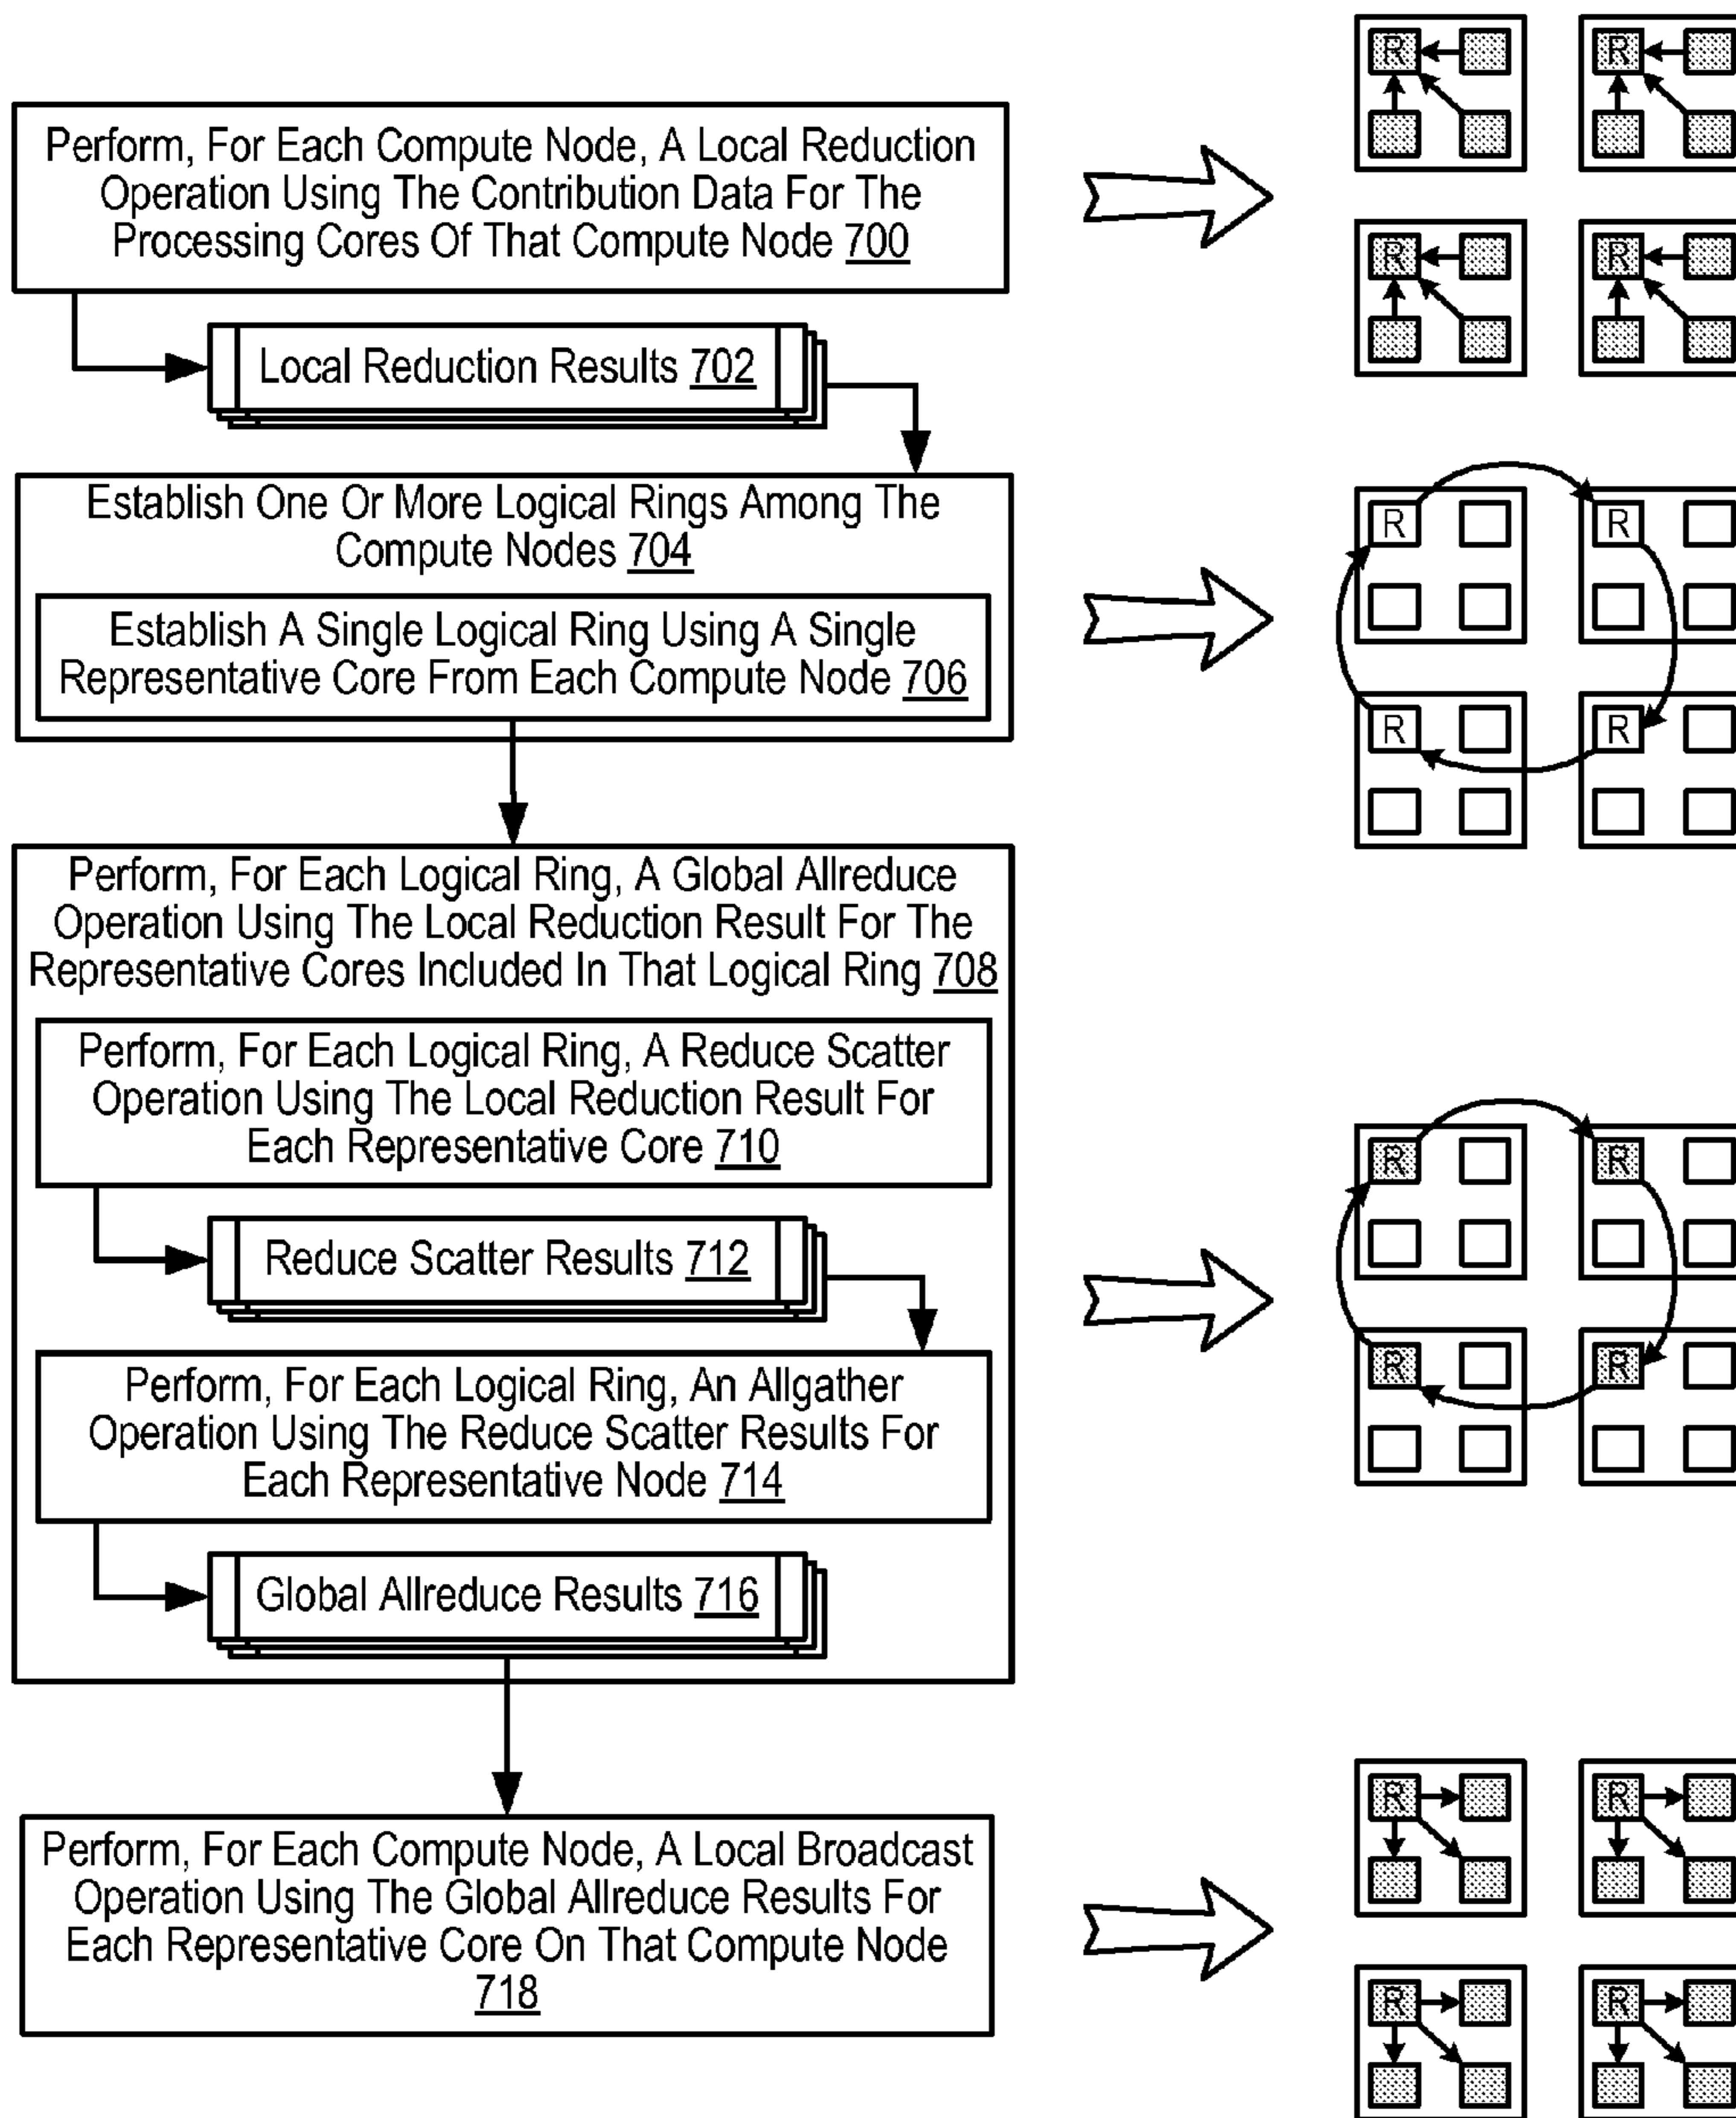 Perform, For Each Compute Node, A Local Reduction
Operation Using The Contribution Data For The
Processing Cores Of That Compute Node 700
R
R
R
R
Local Reduction Results 702
Establish One Or More Logical Rings Among The
Compute Nodes 704
Establish A Single Logical Ring Using A Single
Representative Core From Each Compute Node 706
R
R
R
R
Perform, For Each Logical Ring, A Global Allreduce
Operation Using The Local Reduction Result For The
Representative Cores Included In That Logical Ring 708
Perform, For Each Logical Ring, A Reduce Scatter
Operation Using The Local Reduction Result For
Each Representative Core 710
Reduce Scatter Results 712
Perform, For Each Logical Ring, An Allgather
Operation Using The Reduce Scatter Results For
Each Representative Node 714
Global Allreduce Results 716
R
R
R
R
Perform, For Each Compute Node, A Local Broadcast
Operation Using The Global Allreduce Results For
Each Representative Core On That Compute Node
718
R
R
R
R